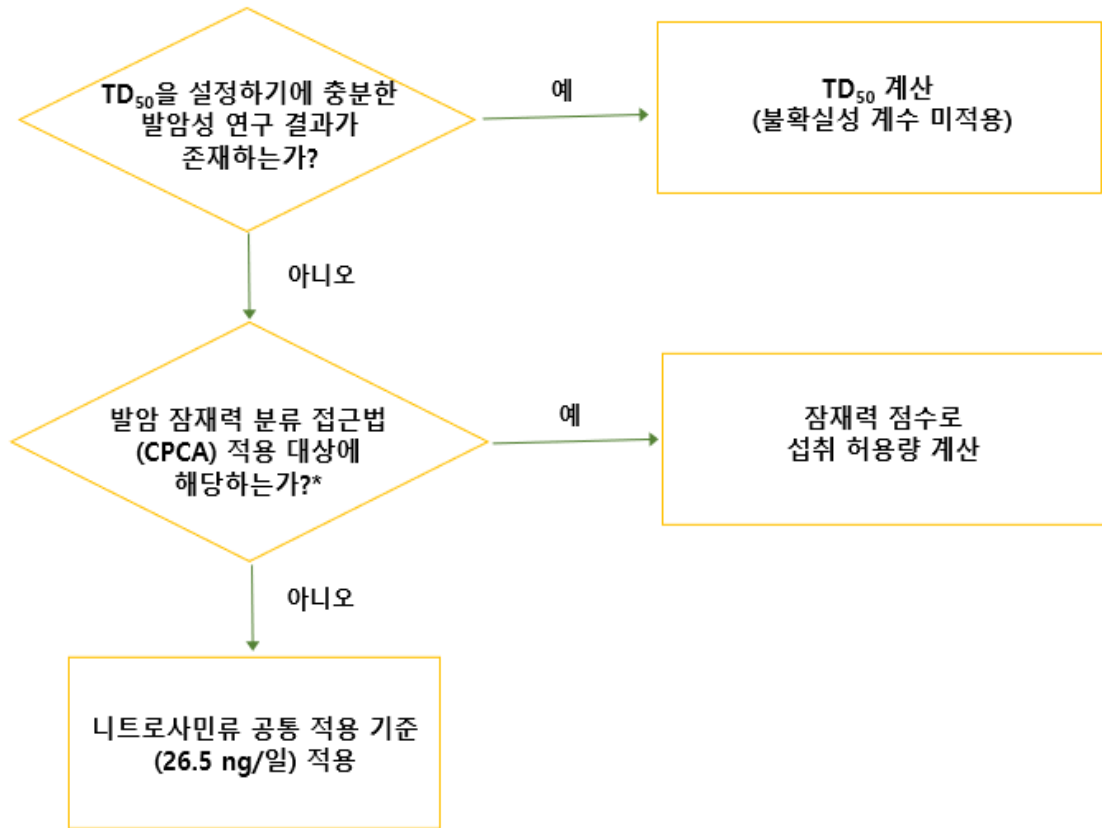 TD50을 설정하기에 충분한
발암성 연구 결과가
존재하는가?
예
TD50 계산
(불확실성 계수 미적용)
아니오
발암 잠재력 분류 접근법
(CPCA) 적용 대상에
해당하는가?*
예
잠재력 점수로
섭취 허용량 계산
아니오
니트로사민류 공통 적용 기준
(26.5 ng/일) 적용